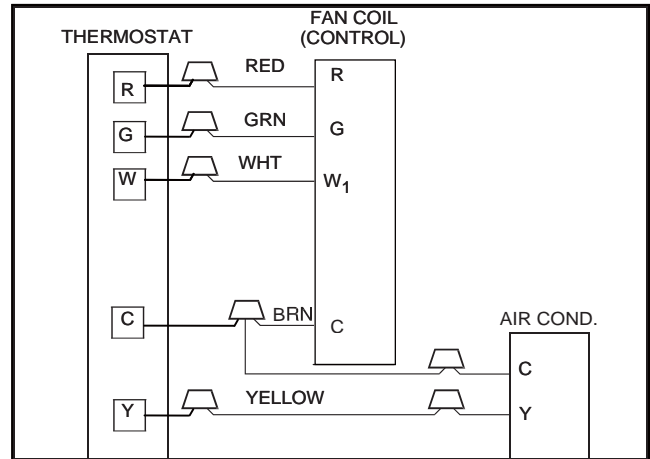 FAN COIL
(CONTROL)
THERMOSTAT
RED
R
R
GRN
G
G
WHT
W
W1
C
BRN
C
AIR COND.
C
YELLOW
Y
Y